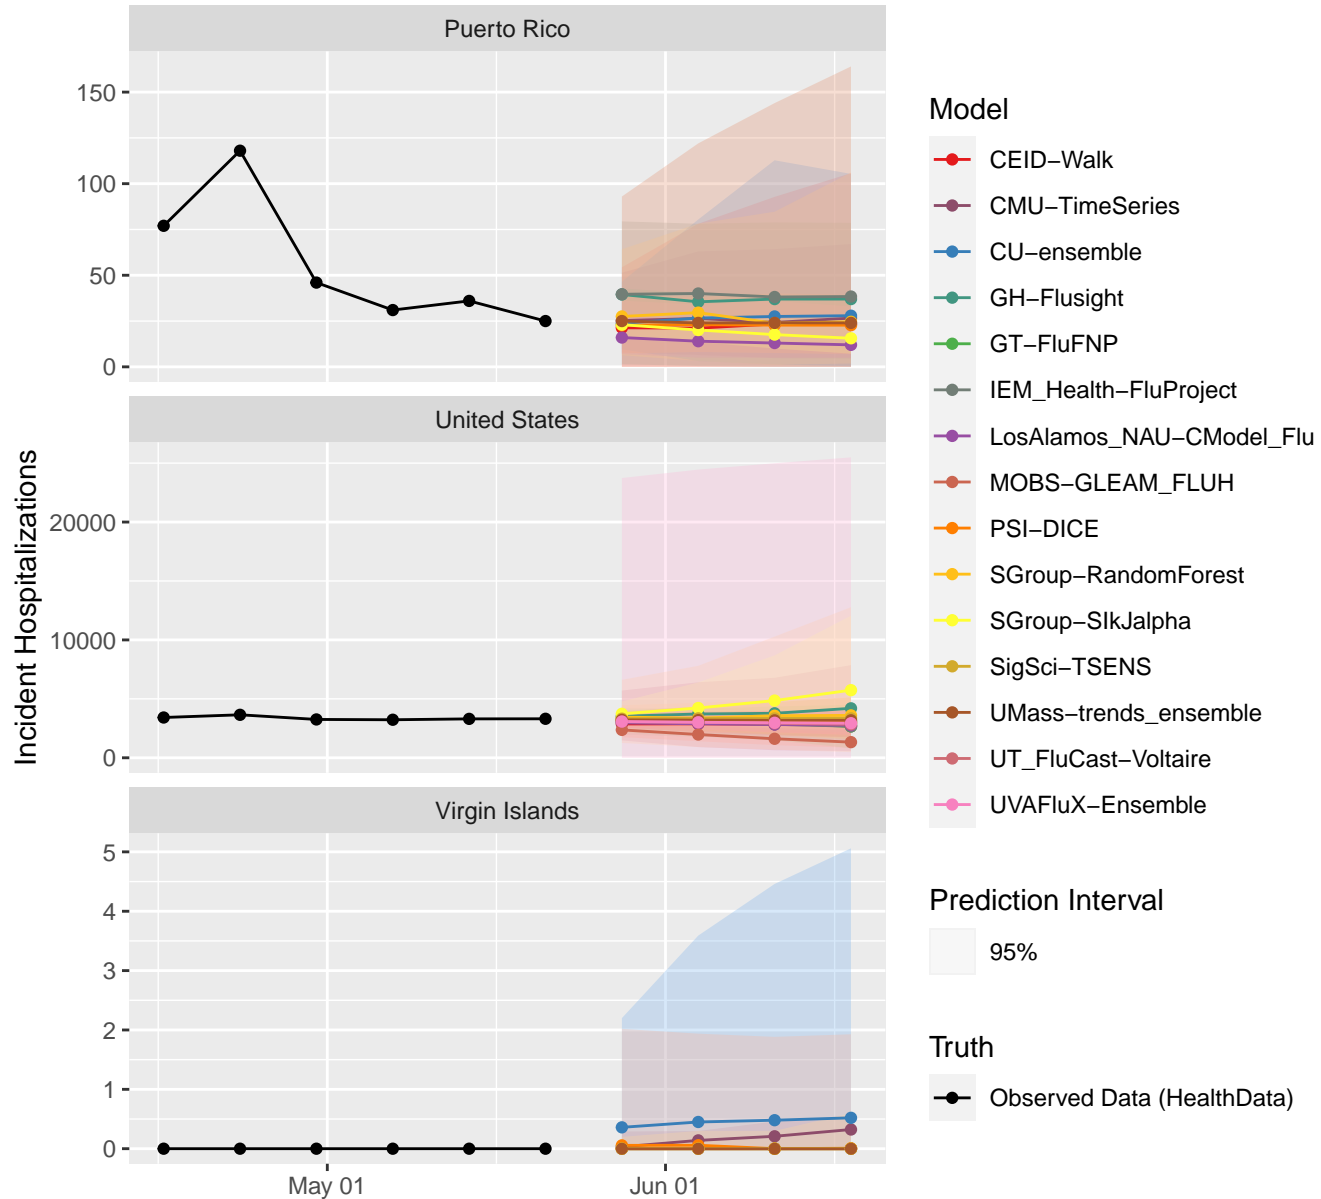 Puerto Rico
150
100
50
0
United States
20000
10000
0
Virgin Islands
5
4
3
2
1
0
May 01
Jun 01
Incident Hospitalizations
Model
CEID−Walk
CMU−TimeSeries
CU−ensemble
GH−Flusight
GT−FluFNP
IEM_Health−FluProject
LosAlamos_NAU−CModel_Flu
MOBS−GLEAM_FLUH
PSI−DICE
SGroup−RandomForest
SGroup−SIkJalpha
SigSci−TSENS
UMass−trends_ensemble
UT_FluCast−Voltaire
UVAFluX−Ensemble
Prediction Interval
95%
Truth
Observed Data (HealthData)